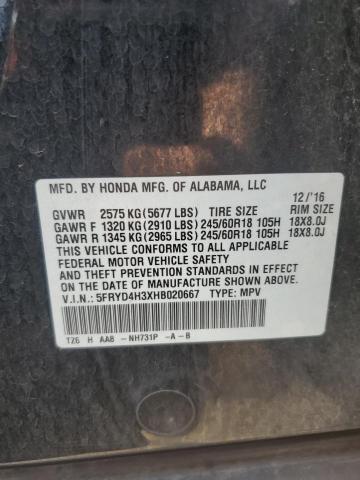 MFD. BY HONDA MFG. OF ALABAMA, LLC
12/'16
GVWR 2575 KG (5677 LBS) TIRE SIZE RIM SIZE
GAWR F 1320 KG (2910 LBS) 245/60R18 105H 18X8.0J
GAWR R 1345 KG (2965 LBS) 245/60R18 105H 18X8.0J
THIS VEHICLE CONFORMS TO ALL APPLICABLE
FEDERAL MOTOR VEHICLE SAFETY, BUMPER,
AND THEFT PREVENTION STANDARDS IN EFFECT
ON THE DATE OF MANUFACTURE SHOWN ABOVE.
V.I.N.: 5FRYD4H3XHB020667 TYPE: MPV
TZ6 H AA8 -NH731P -A-B